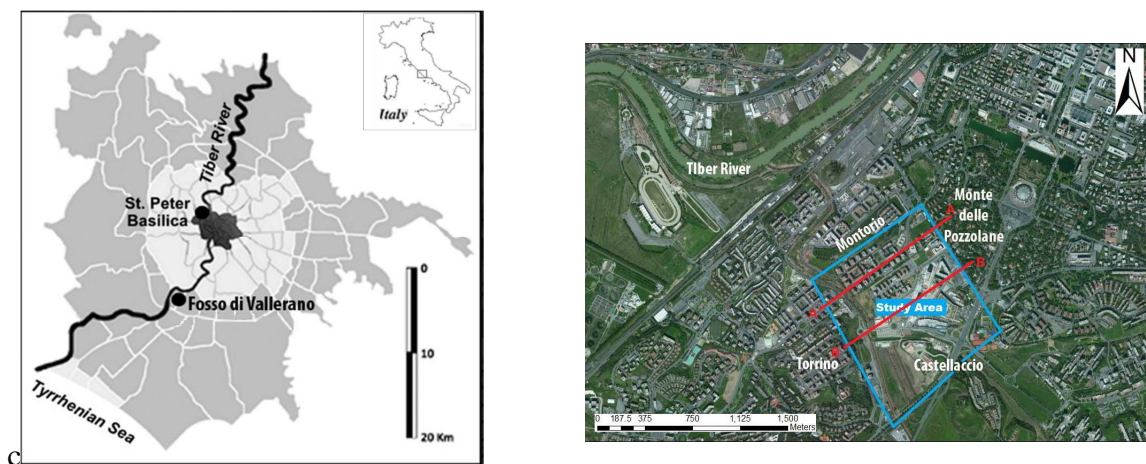 Italy
Tiber River
St. Peter
Basilica
Fosso di Vallerano
Tyrrhenian Sea
0
10
20 Km
c
N
TIber River
Montorio
Monte
delle
Pozzolane
A
B
Study Area
A
B
Torrino
Castellaccio
0 187.5 375 750 1,125 1,500
Meters